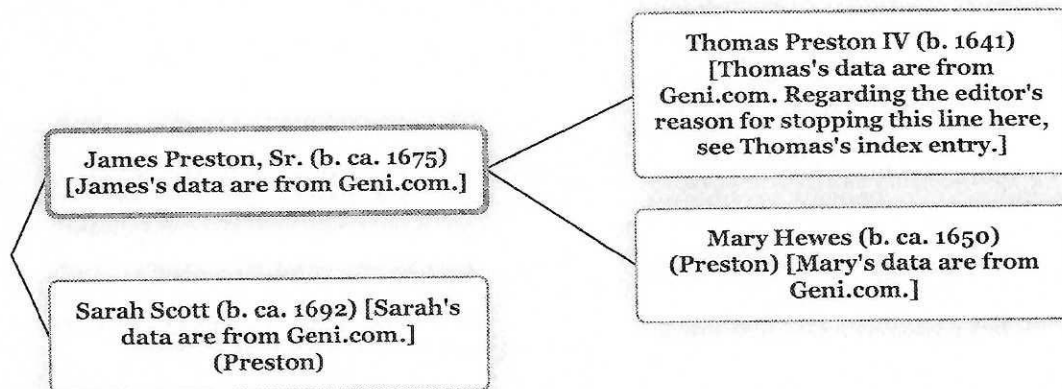 Thomas Preston IV (b. 1641)
[Thomas's data are from
Geni.com. Regarding the editor's
reason for stopping this line here,
see Thomas's index entry.]
James Preston, Sr. (b. ca. 1675)
[James's data are from Geni.com.]
Mary Hewes (b. ca. 1650)
(Preston) [Mary's data are from
Geni.com.]
Sarah Scott (b. ca. 1692) [Sarah's
data are from Geni.com.]
(Preston)